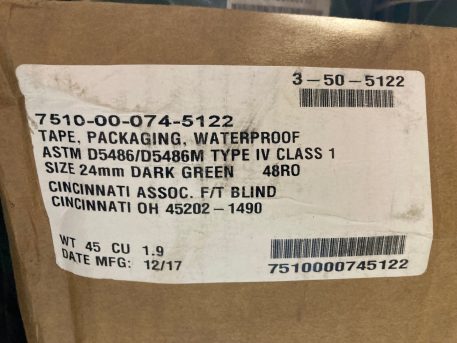 3-50-5122
7510-00-074-5122
TAPE, PACKAGING, WATERPROOF
ASTM D5486/D5486M TYPE IV CLASS 1
SIZE 24mm DARK GREEN 48RO
CINCINNATI ASSOC. F/T BLIND
CINCINNATI OH 45202-1490
WT 45 CU 1.9
DATE MFG: 12/17
7510000745122